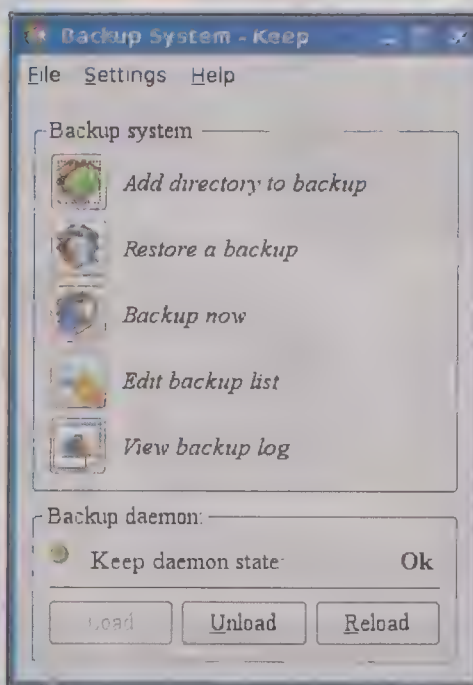 Backup System - Keep
File Settings Help
Backup system
Add directory to backup
Restore a backup
Backup now
Edit backup list
View backup log
Backup daemon:
Keep daemon state: Ok
Load Unload Reload